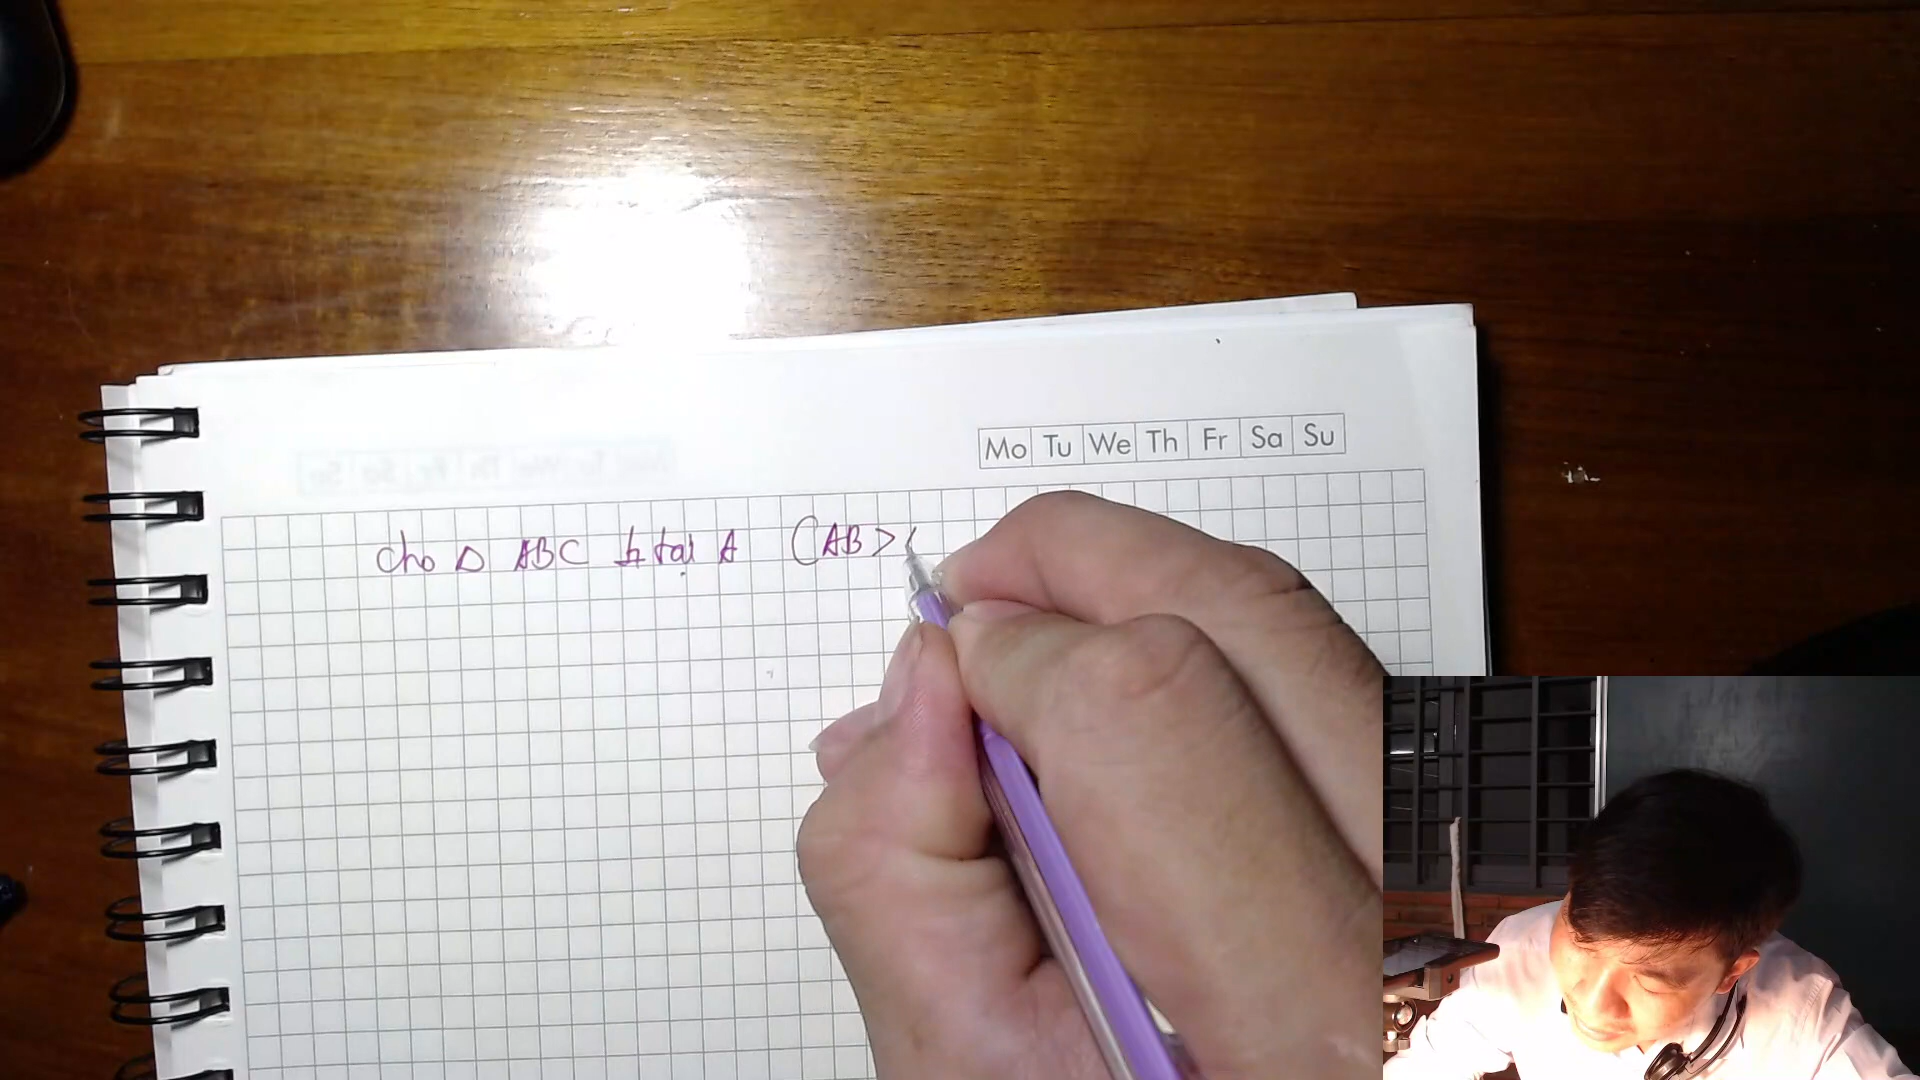 Mo Tu We Th Fr Sa Su
cho Δ ABC ⊥ tại A (AB >